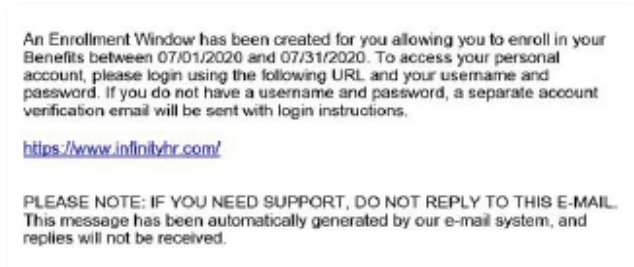 An Enrollment Window has been created for you allowing you to enroll in your
Benefits between 07/01/2020 and 07/31/2020. To access your personal
account, please login using the following URL and your username and
password. If you do not have a username and password, a separate account
verification email will be sent with login instructions.
https://www.infinityhr.com/
PLEASE NOTE: IF YOU NEED SUPPORT, DO NOT REPLY TO THIS E-MAIL.
This message has been automatically generated by our e-mail system, and
replies will not be received.